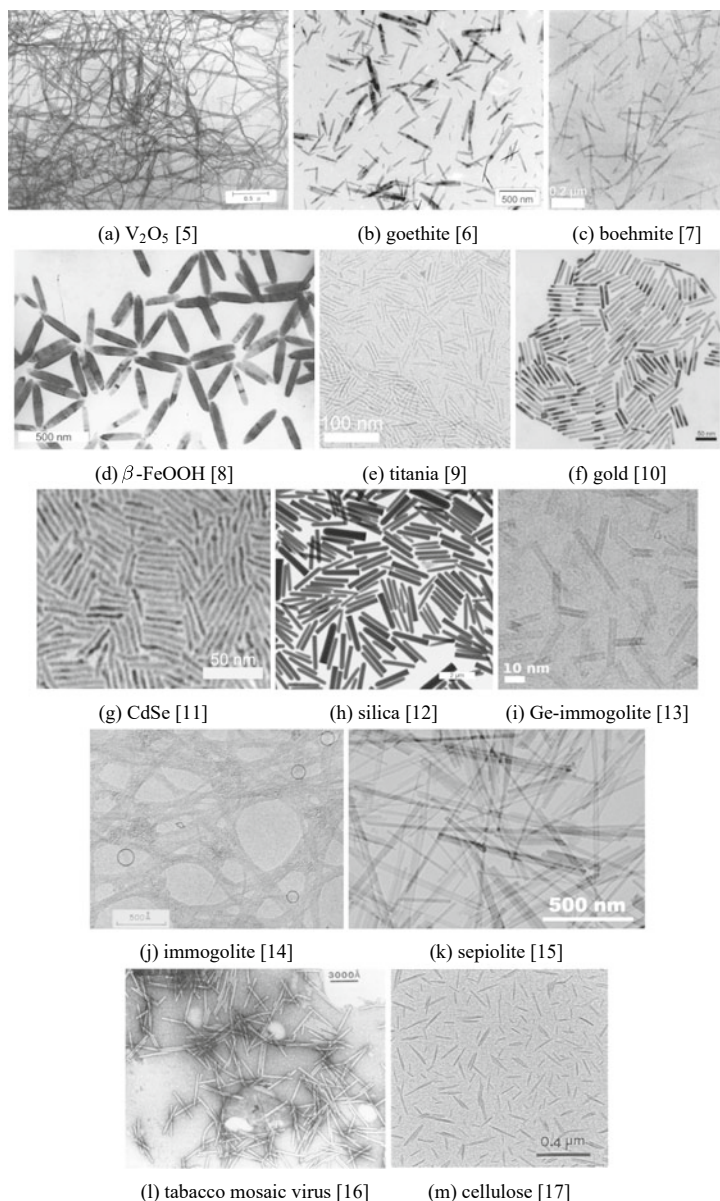 0.5 μ
500 nm
0.2 μm
(a) V₂O₅ [5] (b) goethite [6] (c) boehmite [7]
500 nm
100 nm
50 nm
(d) β-FeOOH [8] (e) titania [9] (f) gold [10]
50 nm
2 μm
10 nm
(g) CdSe [11] (h) silica [12] (i) Ge-immogolite [13]
500Å
500 nm
(j) immogolite [14] (k) sepiolite [15]
3000Å
0.4 μm
(l) tabacco mosaic virus [16] (m) cellulose [17]